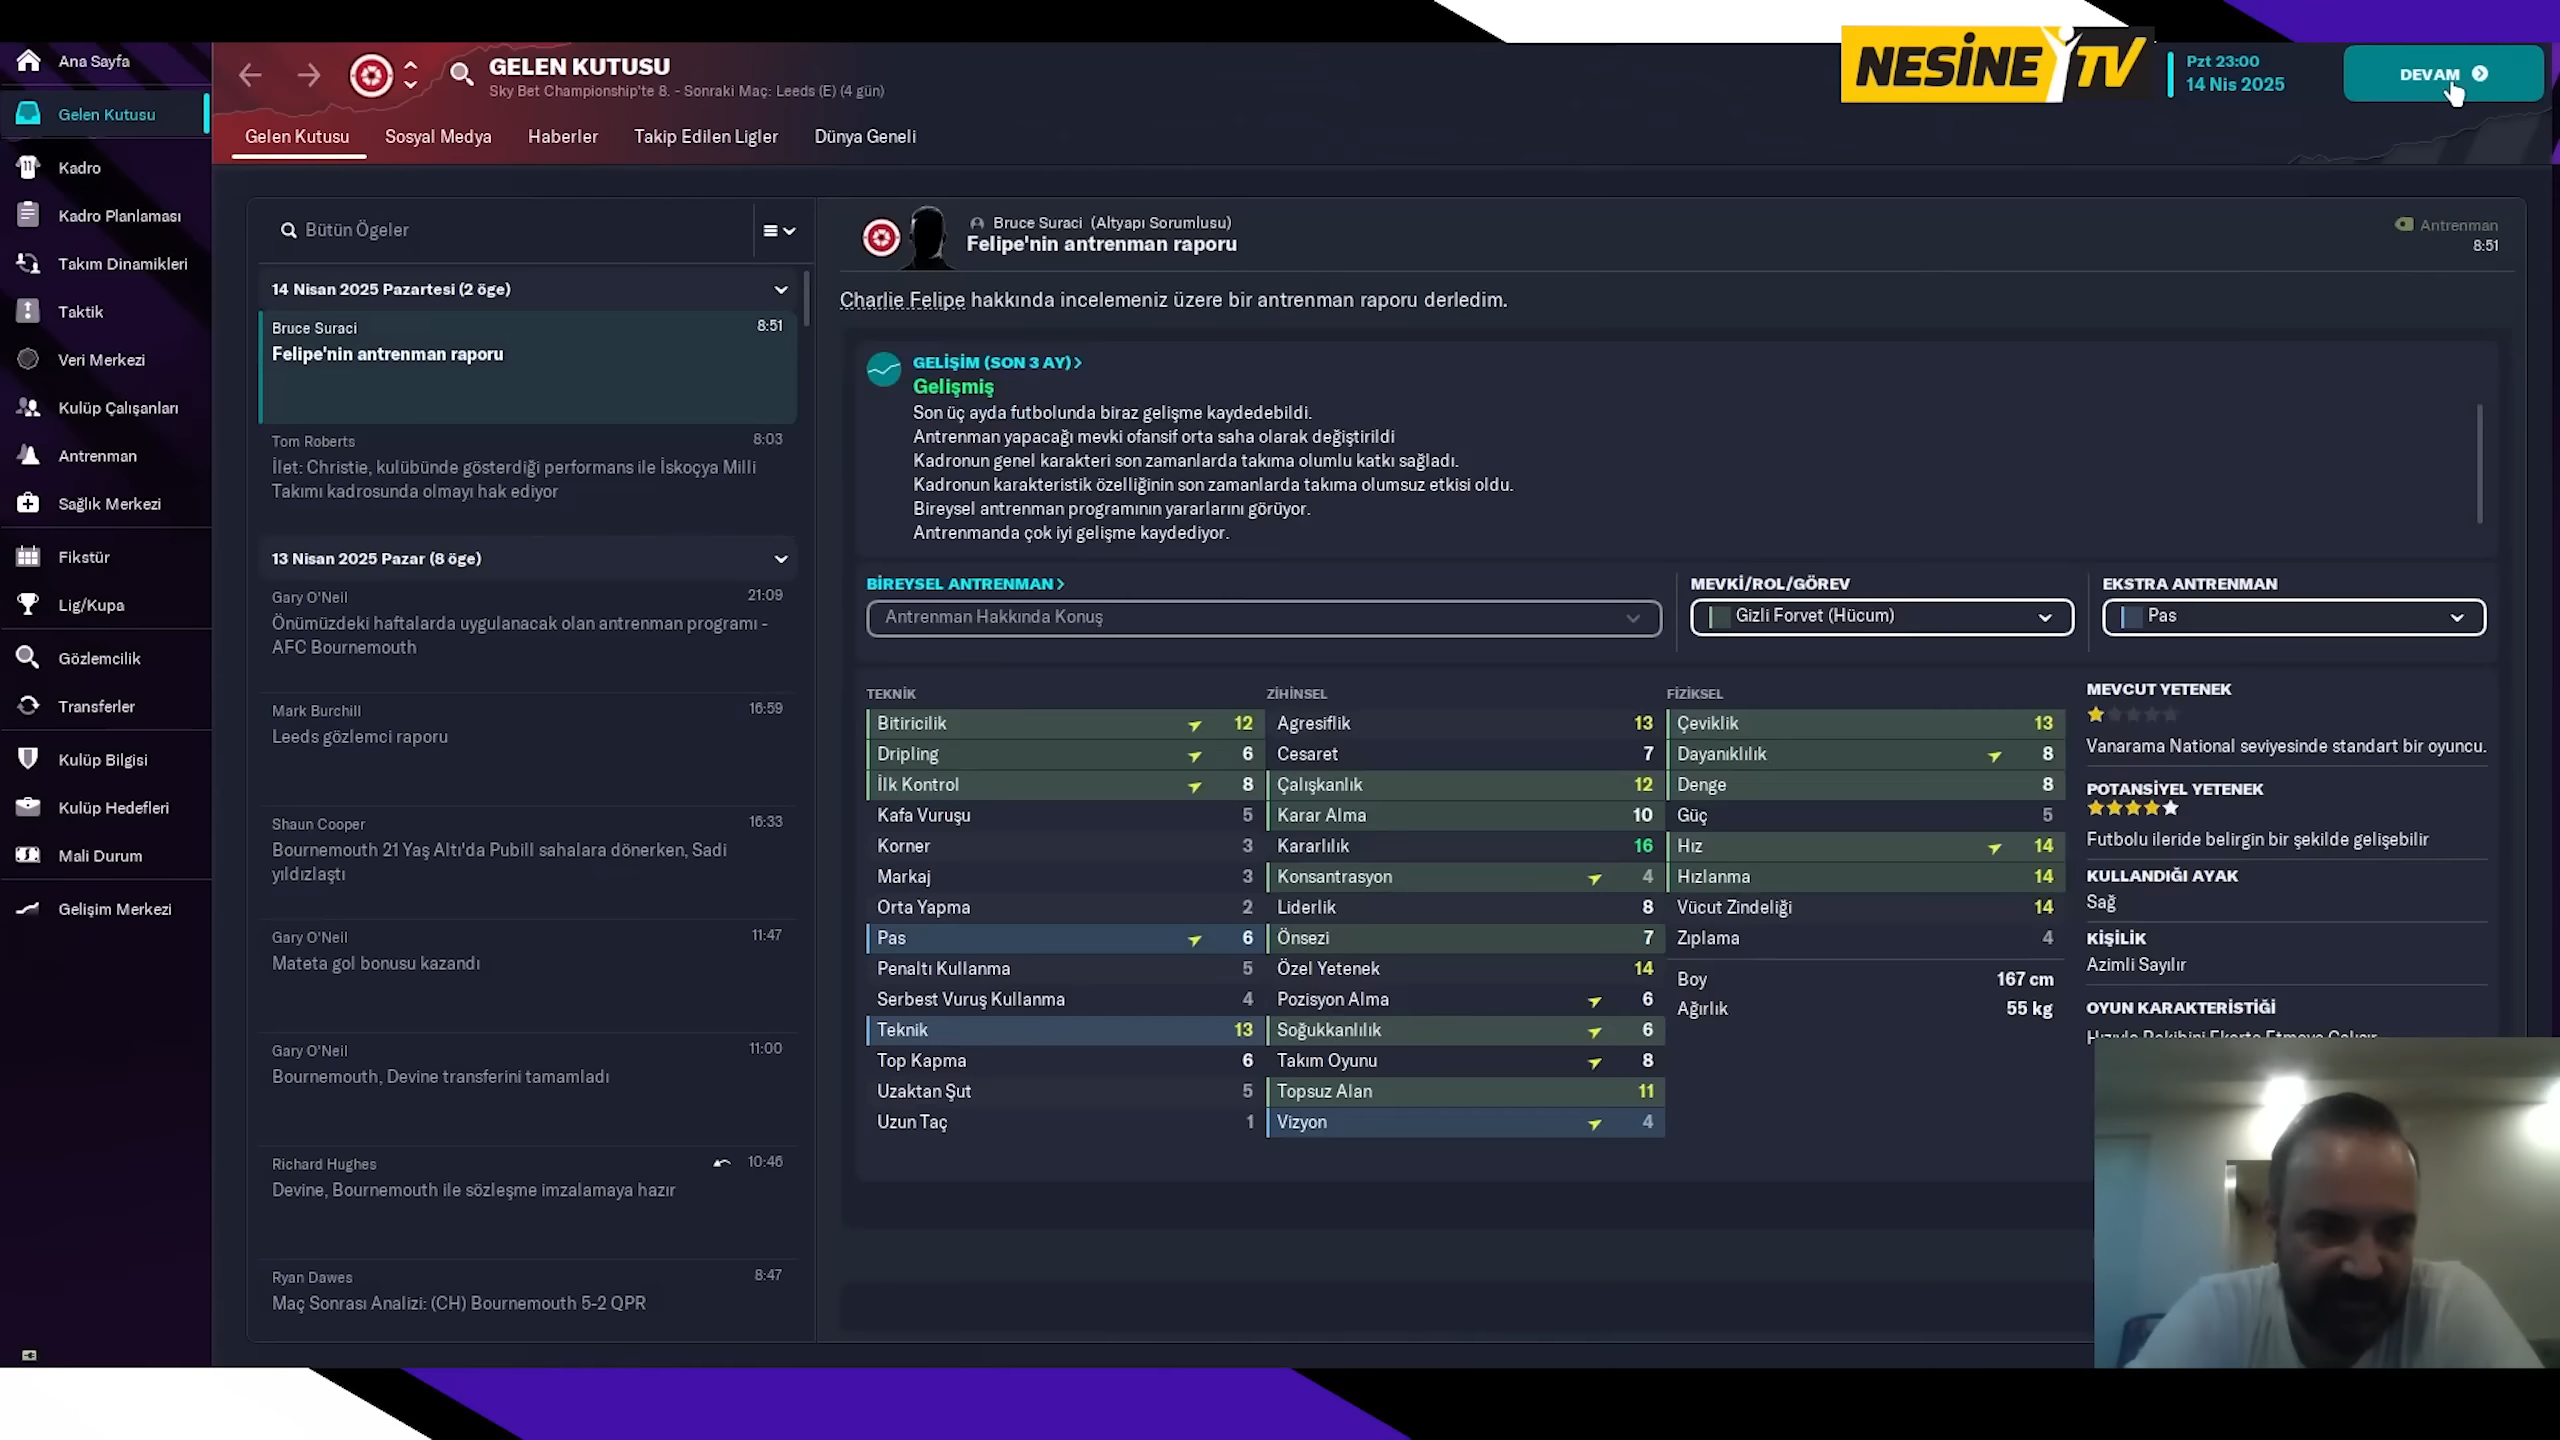 Ana Sayfa
Gelen Kutusu
Kadro
Kadro Planlaması
Takım Dinamikleri
Taktik
Veri Merkezi
Kulüp Çalışanları
Antrenman
Sağlık Merkezi
Fikstür
Lig/Kupa
Gözlemcilik
Transferler
Kulüp Bilgisi
Kulüp Hedefleri
Mali Durum
Gelişim Merkezi
GELEN KUTUSU
Sky Bet Championship'te 8. - Sonraki Maç: Leeds (E) (4 gün)
NESİNE TV
Pzt 23:00
14 Nis 2025
DEVAM
Gelen Kutusu Sosyal Medya Haberler Takip Edilen Ligler Dünya Geneli
Bütün Ögeler
14 Nisan 2025 Pazartesi (2 öge)
Bruce Suraci 8:51
Felipe'nin antrenman raporu
Tom Roberts 8:03
İlet: Christie, kulübünde gösterdiği performans ile İskoçya Milli
Takımı kadrosunda olmayı hak ediyor
13 Nisan 2025 Pazar (8 öge)
Gary O'Neil 21:09
Önümüzdeki haftalarda uygulanacak olan antrenman programı -
AFC Bournemouth
Mark Burchill 16:59
Leeds gözlemci raporu
Shaun Cooper 16:33
Bournemouth 21 Yaş Altı'da Pubill sahalara dönerken, Sadi
yıldızlaştı
Gary O'Neil 11:47
Mateta gol bonusu kazandı
Gary O'Neil 11:00
Bournemouth, Devine transferini tamamladı
Richard Hughes 10:46
Devine, Bournemouth ile sözleşme imzalamaya hazır
Ryan Dawes 8:47
Maç Sonrası Analizi: (CH) Bournemouth 5-2 QPR
Bruce Suraci (Altyapı Sorumlusu)
Felipe'nin antrenman raporu
Antrenman
8:51
Charlie Felipe hakkında incelemeniz üzere bir antrenman raporu derledim.
GELİŞİM (SON 3 AY)
Gelişmiş
Son üç ayda futbolunda biraz gelişme kaydedebildi.
Antrenman yapacağı mevki ofansif orta saha olarak değiştirildi
Kadronun genel karakteri son zamanlarda takıma olumlu katkı sağladı.
Kadronun karakteristik özelliğinin son zamanlarda takıma olumsuz etkisi oldu.
Bireysel antrenman programının yararlarını görüyor.
Antrenmanda çok iyi gelişme kaydediyor.
BİREYSEL ANTRENMAN
Antrenman Hakkında Konuş
MEVKİ/ROL/GÖREV
Gizli Forvet (Hücum)
EKSTRA ANTRENMAN
Pas
TEKNİK
Bitiricilik 12
Dripling 6
İlk Kontrol 8
Kafa Vuruşu 5
Korner 3
Markaj 3
Orta Yapma 2
Pas 6
Penaltı Kullanma 5
Serbest Vuruş Kullanma 4
Teknik 13
Top Kapma 6
Uzaktan Şut 5
Uzun Taç 1
ZİHİNSEL
Agresiflik 13
Cesaret 7
Çalışkanlık 12
Karar Alma 10
Kararlılık 16
Konsantrasyon 4
Liderlik 8
Önsezi 7
Özel Yetenek 14
Pozisyon Alma 6
Soğukkanlılık 6
Takım Oyunu 8
Topsuz Alan 11
Vizyon 4
FİZİKSEL
Çeviklik 13
Dayanıklılık 8
Denge 8
Güç 5
Hız 14
Hızlanma 14
Vücut Zindeliği 14
Zıplama 4
Boy 167 cm
Ağırlık 55 kg
MEVCUT YETENEK
Vanarama National seviyesinde standart bir oyuncu.
POTANSİYEL YETENEK
Futbolu ileride belirgin bir şekilde gelişebilir
KULLANDIĞI AYAK
Sağ
KİŞİLİK
Azimli Sayılır
OYUN KARAKTERİSTİĞİ